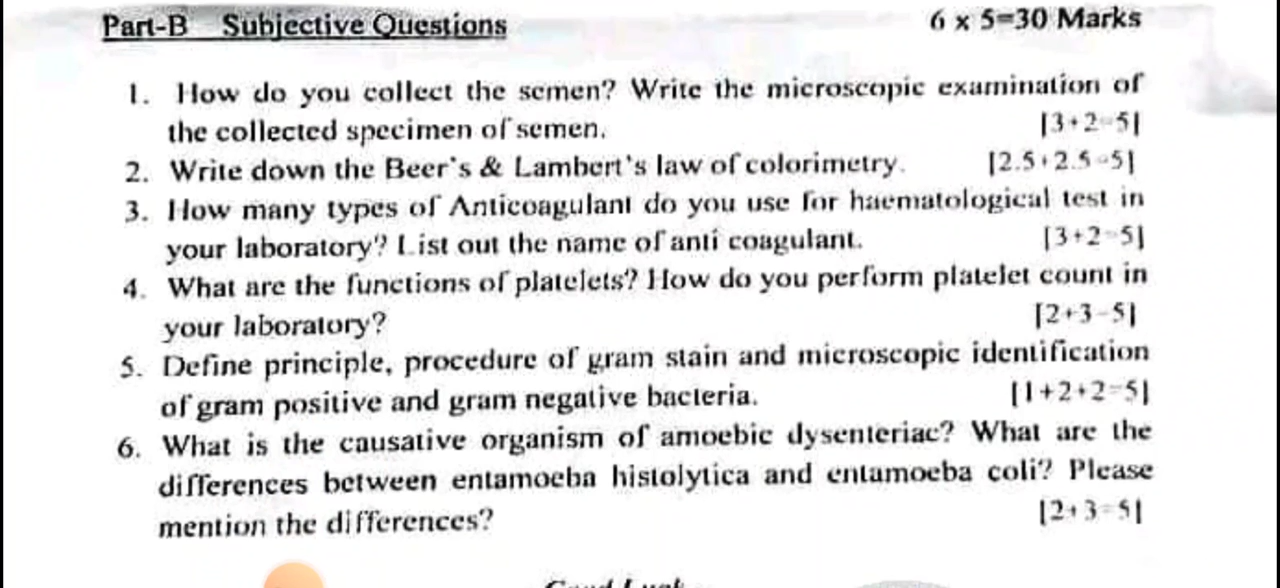 Part-B Subjective Questions 6 x 5=30 Marks
1. How do you collect the semen? Write the microscopic examination of
the collected specimen of semen. [3+2=5]
2. Write down the Beer's & Lambert's law of colorimetry. [2.5+2.5=5]
3. How many types of Anticoagulant do you use for haematological test in
your laboratory? List out the name of anti coagulant. [3+2=5]
4. What are the functions of platelets? How do you perform platelet count in
your laboratory? [2+3=5]
5. Define principle, procedure of gram stain and microscopic identification
of gram positive and gram negative bacteria. [1+2+2=5]
6. What is the causative organism of amoebic dysenteriae? What are the
differences between entamoeba histolytica and entamoeba coli? Please
mention the differences? [2+3=5]
Good Luck